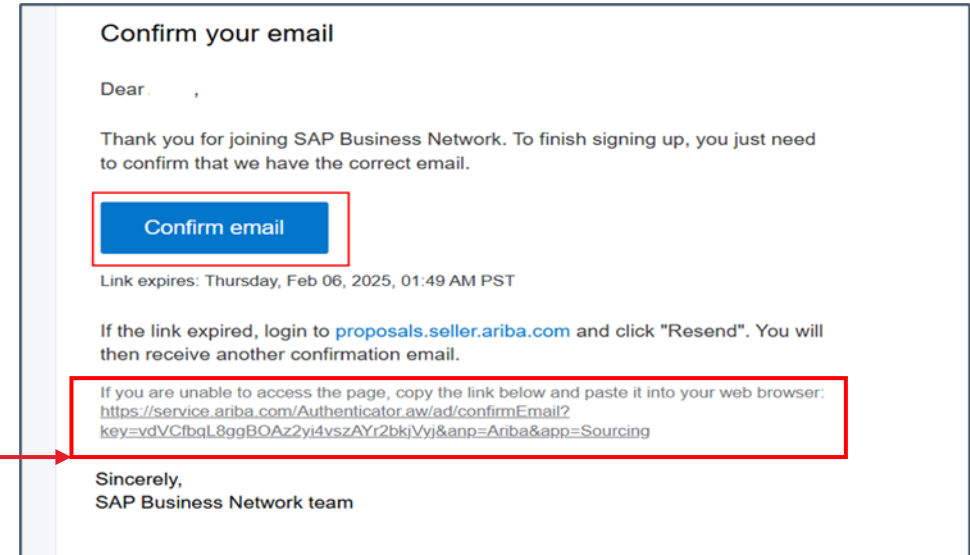 Confirm your email
Dear ,
Thank you for joining SAP Business Network. To finish signing up, you just need
to confirm that we have the correct email.
Confirm email
Link expires: Thursday, Feb 06, 2025, 01:49 AM PST
If the link expired, login to proposals.seller.ariba.com and click "Resend". You will
then receive another confirmation email.
If you are unable to access the page, copy the link below and paste it into your web browser:
https://service.ariba.com/Authenticator.aw/ad/confirmEmail?
key=vdVCfbqL8ggBOAz2yi4vszAYr2bkjVyj&anp=Ariba&app=Sourcing
Sincerely,
SAP Business Network team